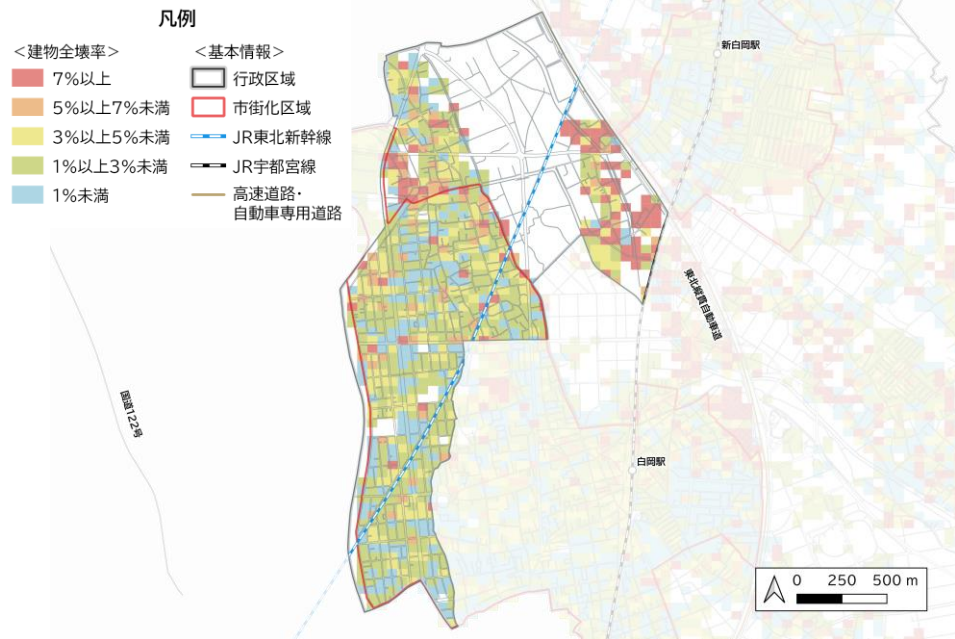 凡例
＜建物全壊率＞
7%以上
5%以上7%未満
3%以上5%未満
1%以上3%未満
1%未満
＜基本情報＞
行政区域
市街化区域
JR東北新幹線
JR宇都宮線
高速道路・
自動車専用道路
新白岡駅
東北縦貫自動車道
国道122号
白岡駅
0 250 500 m